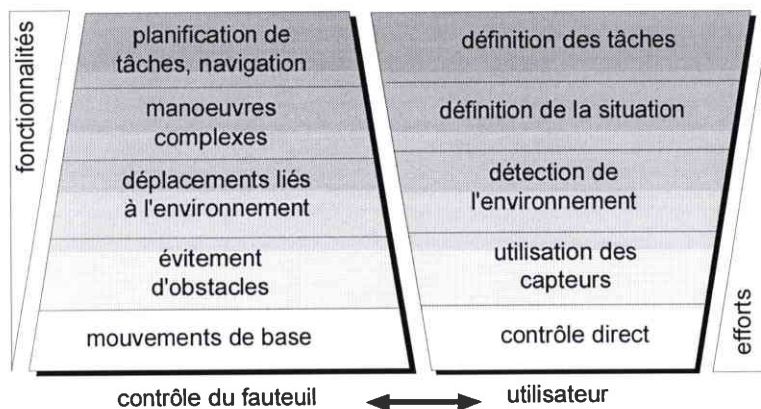 fonctionnalités
planification de
tâches, navigation
manoeuvres
complexes
déplacements liés
à l'environnement
évitement
d'obstacles
mouvements de base
contrôle du fauteuil
définition des tâches
définition de la situation
détection de
l'environnement
utilisation des
capteurs
contrôle direct
utilisateur
efforts